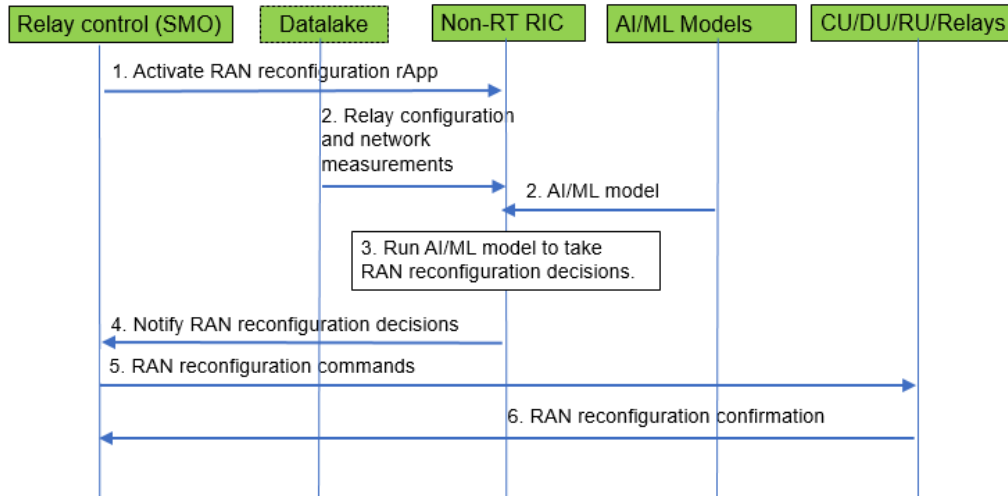 Relay control (SMO)
Datalake
Non-RT RIC
AI/ML Models
CU/DU/RU/Relays
1. Activate RAN reconfiguration rApp
2. Relay configuration
and network
measurements
2. AI/ML model
3. Run AI/ML model to take
RAN reconfiguration decisions.
4. Notify RAN reconfiguration decisions
5. RAN reconfiguration commands
6. RAN reconfiguration confirmation